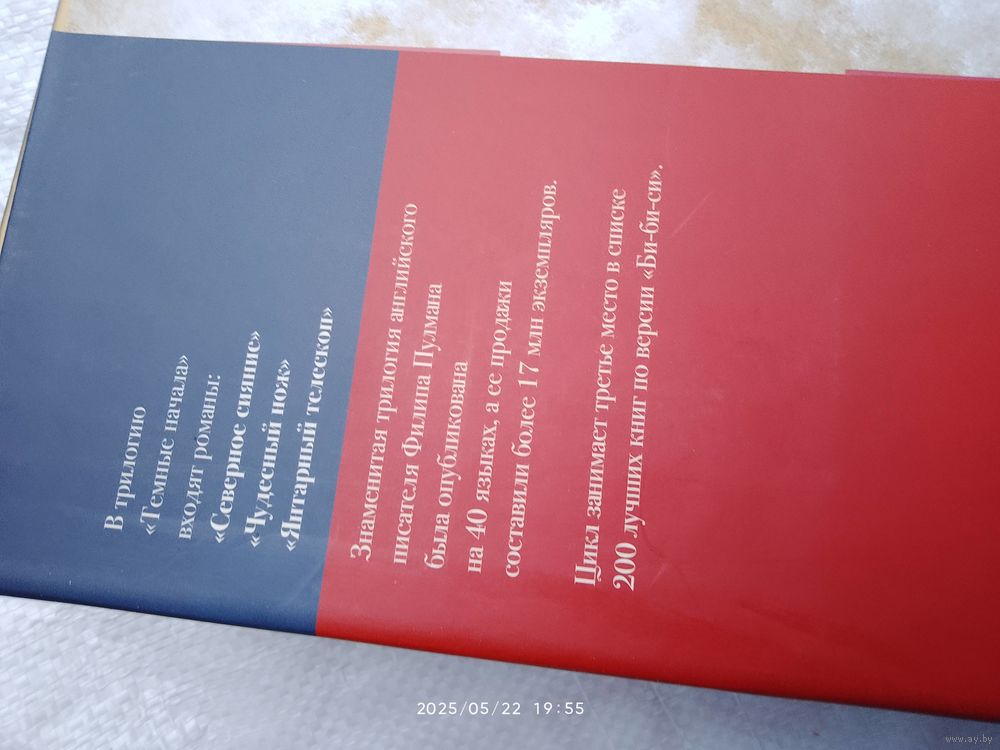 В трилогию
«Темные начала»
входят романы:
«Северное сияние»
«Чудесный нож»
«Янтарный телескоп»
Знаменитая трилогия английского
писателя Филипа Пулмана
была опубликована
на 40 языках, а ее продажи
составили более 17 млн экземпляров.
Цикл занимает третье место в списке
200 лучших книг по версии «Би-би-си».
2025/05/22 19:55
www.ay.by